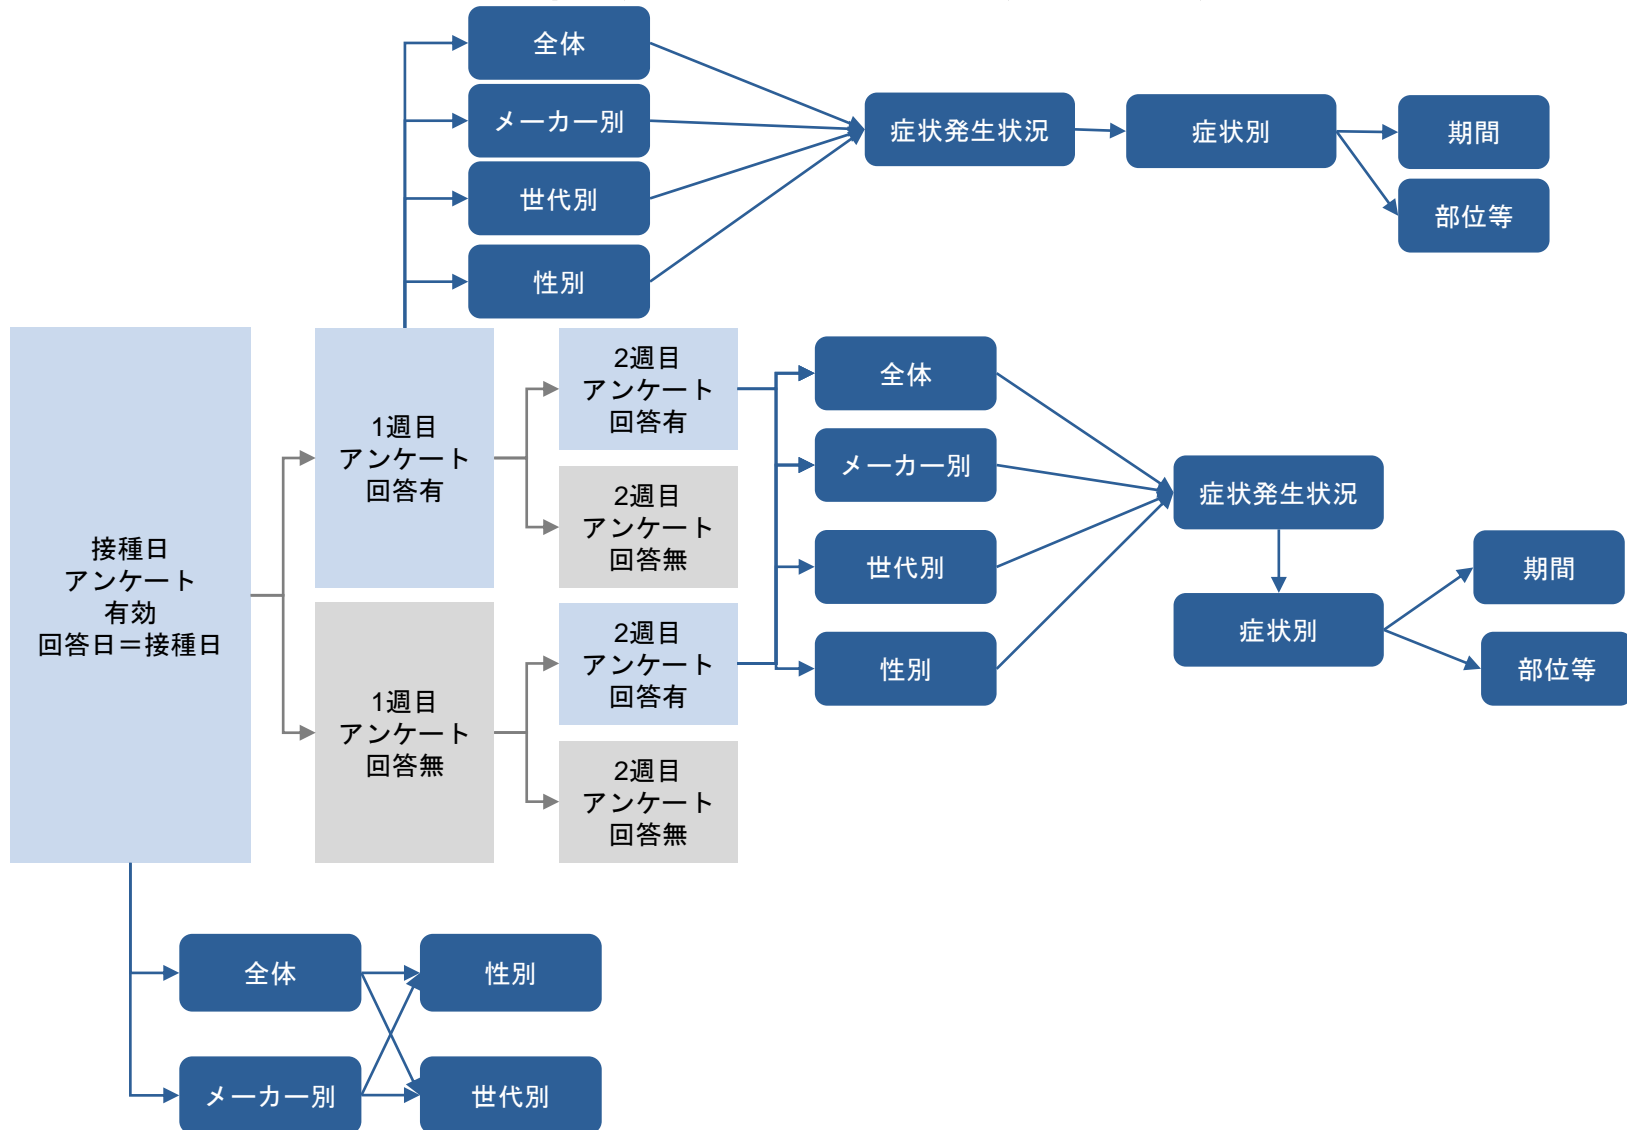 全体
メーカー別
世代別
性別
症状発生状況
症状別
期間
部位等
接種日
アンケート
有効
回答日＝接種日
1週目
アンケート
回答有
1週目
アンケート
回答無
2週目
アンケート
回答有
2週目
アンケート
回答無
2週目
アンケート
回答有
2週目
アンケート
回答無
全体
メーカー別
世代別
性別
症状発生状況
症状別
期間
部位等
全体
性別
メーカー別
世代別